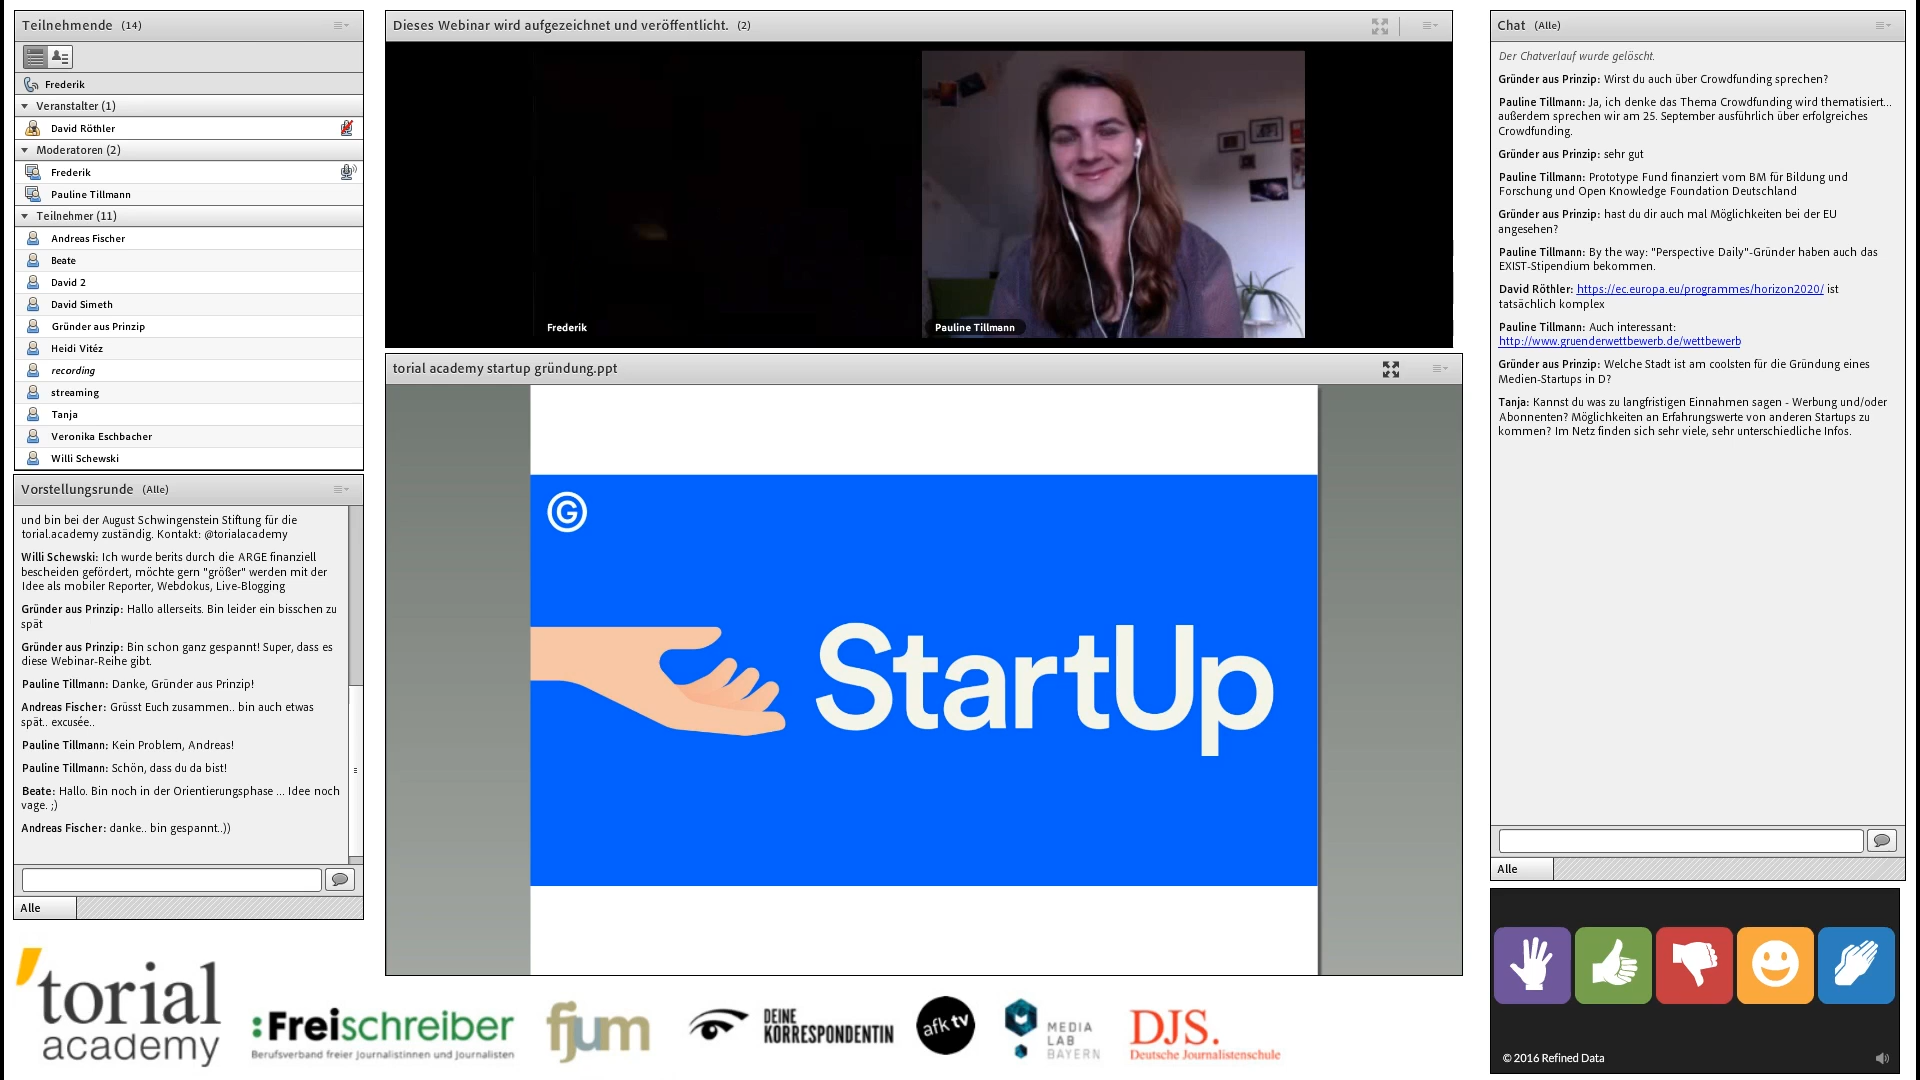 Teilnehmende (14)
Frederik
Veranstalter (1)
David Röthler
Moderatoren (2)
Frederik
Pauline Tillmann
Teilnehmer (11)
Andreas Fischer
Beate
David 2
David Simeth
Gründer aus Prinzip
Heidi Vitéz
recording
streaming
Tanja
Veronika Eschbacher
Willi Schewski
Vorstellungsrunde (Alle)
und bin bei der August Schwingenstein Stiftung für die
torial.academy zuständig. Kontakt: @torialacademy
Willi Schewski: Ich wurde berits durch die ARGE finanziell
bescheiden gefördert, möchte gern "größer" werden mit der
Idee als mobiler Reporter, Webdokus, Live-Blogging
Gründer aus Prinzip: Hallo allerseits. Bin leider ein bisschen zu
spät
Gründer aus Prinzip: Bin schon ganz gespannt! Super, dass es
diese Webinar-Reihe gibt.
Pauline Tillmann: Danke, Gründer aus Prinzip!
Andreas Fischer: Grüsst Euch zusammen.. bin auch etwas
spät.. excusée..
Pauline Tillmann: Kein Problem, Andreas!
Pauline Tillmann: Schön, dass du da bist!
Beate: Hallo. Bin noch in der Orientierungsphase ... Idee noch
vage. ;)
Andreas Fischer: danke.. bin gespannt..))
Alle
Dieses Webinar wird aufgezeichnet und veröffentlicht. (2)
Frederik
Pauline Tillmann
torial academy startup gründung.ppt
G
StartUp
Chat (Alle)
Der Chatverlauf wurde gelöscht.
Gründer aus Prinzip: Wirst du auch über Crowdfunding sprechen?
Pauline Tillmann: Ja, ich denke das Thema Crowdfunding wird thematisiert...
außerdem sprechen wir am 25. September ausführlich über erfolgreiches
Crowdfunding.
Gründer aus Prinzip: sehr gut
Pauline Tillmann: Prototype Fund finanziert vom BM für Bildung und
Forschung und Open Knowledge Foundation Deutschland
Gründer aus Prinzip: hast du dir auch mal Möglichkeiten bei der EU
angesehen?
Pauline Tillmann: By the way: "Perspective Daily"-Gründer haben auch das
EXIST-Stipendium bekommen.
David Röthler: https://ec.europa.eu/programmes/horizon2020/ ist
tatsächlich komplex
Pauline Tillmann: Auch interessant:
http://www.gruenderwettbewerb.de/wettbewerb
Gründer aus Prinzip: Welche Stadt ist am coolsten für die Gründung eines
Medien-Startups in D?
Tanja: Kannst du was zu langfristigen Einnahmen sagen - Werbung und/oder
Abonnenten? Möglichkeiten an Erfahrungswerte von anderen Startups zu
kommen? Im Netz finden sich sehr viele, sehr unterschiedliche Infos.
Alle
© 2016 Refined Data
'torial
academy
:Freischreiber
Berufsverband freier Journalistinnen und Journalisten
fjum
DEINE
KORRESPONDENTIN
afk tv
MEDIA
LAB
BAYERN
DJS.
Deutsche Journalistenschule